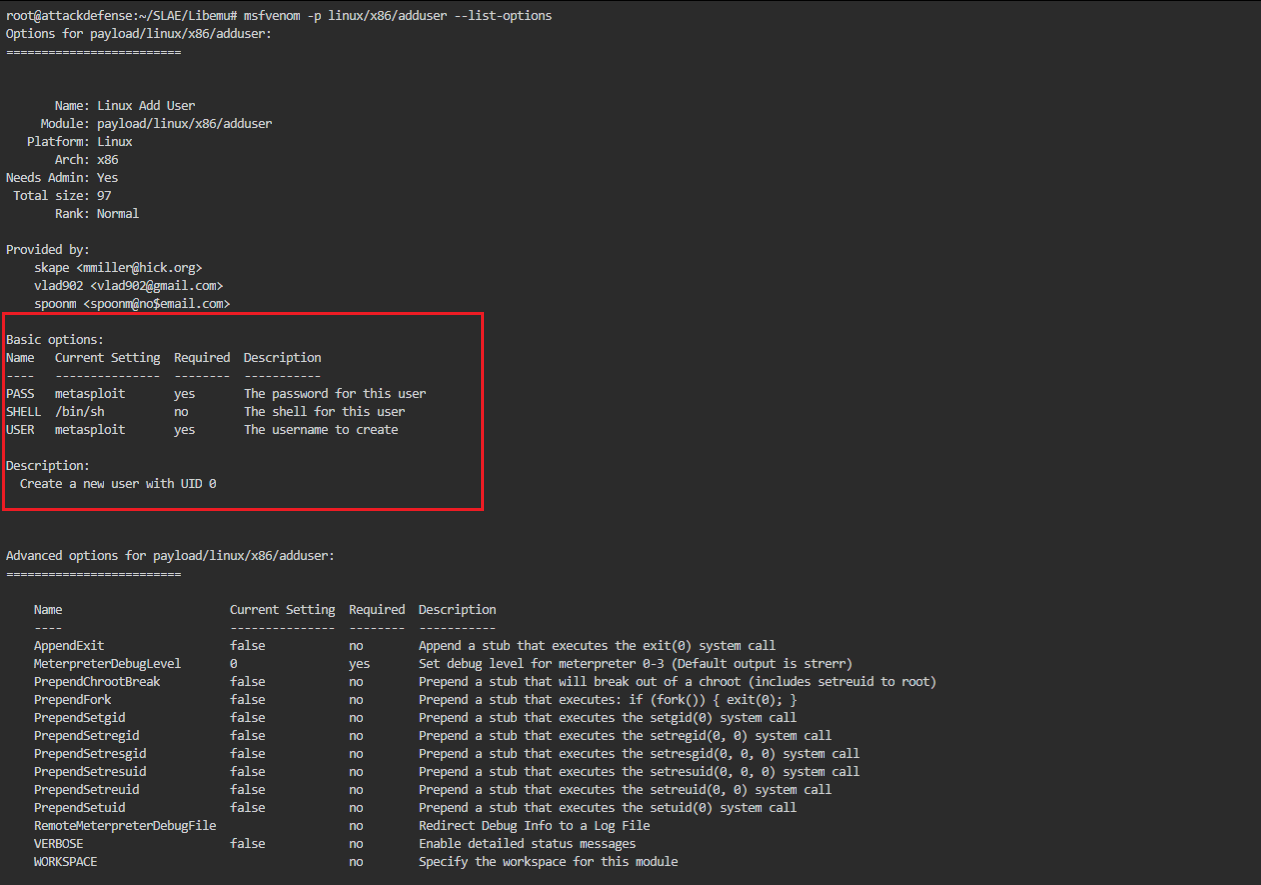 root@attackdefense:~/SLAE/Libemu# msfvenom -p linux/x86/adduser --list-options
Options for payload/linux/x86/adduser:
=========================
Name: Linux Add User
Module: payload/linux/x86/adduser
Platform: Linux
Arch: x86
Needs Admin: Yes
Total size: 97
Rank: Normal
Provided by:
skape <mmiller@hick.org>
vlad902 <vlad902@gmail.com>
spoonm <spoonm@no$email.com>
Basic options:
Name   Current Setting  Required  Description
----   ---------------  --------  -----------
PASS   metasploit       yes       The password for this user
SHELL  /bin/sh          no        The shell for this user
USER   metasploit       yes       The username to create
Description:
Create a new user with UID 0
Advanced options for payload/linux/x86/adduser:
=========================
Name                        Current Setting  Required  Description
----                        ---------------  --------  -----------
AppendExit                  false            no        Append a stub that executes the exit(0) system call
MeterpreterDebugLevel       0                yes       Set debug level for meterpreter 0-3 (Default output is strerr)
PrependChrootBreak          false            no        Prepend a stub that will break out of a chroot (includes setreuid to root)
PrependFork                 false            no        Prepend a stub that executes: if (fork()) { exit(0); }
PrependSetgid               false            no        Prepend a stub that executes the setgid(0) system call
PrependSetregid             false            no        Prepend a stub that executes the setregid(0, 0) system call
PrependSetresgid            false            no        Prepend a stub that executes the setresgid(0, 0, 0) system call
PrependSetresuid            false            no        Prepend a stub that executes the setresuid(0, 0, 0) system call
PrependSetreuid             false            no        Prepend a stub that executes the setreuid(0, 0) system call
PrependSetuid               false            no        Prepend a stub that executes the setuid(0) system call
RemoteMeterpreterDebugFile                   no        Redirect Debug Info to a Log File
VERBOSE                     false            no        Enable detailed status messages
WORKSPACE                                    no        Specify the workspace for this module